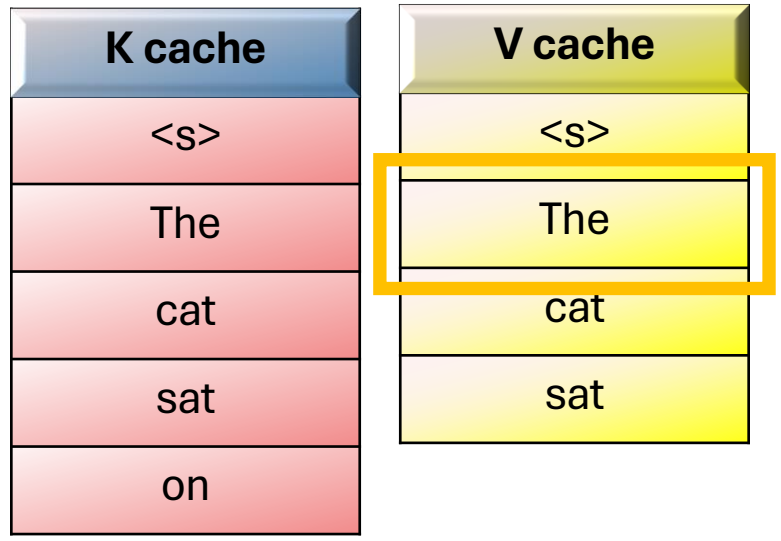 K cache
<s>
The
cat
sat
on
V cache
<s>
The
cat
sat